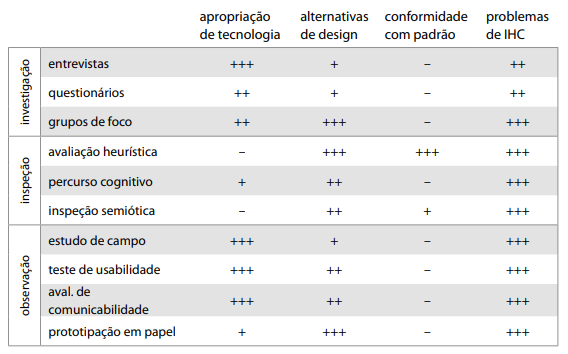 apropriação de tecnologia alternativas de design conformidade com padrão problemas de IHC
investigação
entrevistas +++ + – ++
questionários ++ + – ++
grupos de foco ++ +++ – +++
inspeção
avaliação heurística – +++ +++ +++
percurso cognitivo + ++ – +++
inspeção semiótica – ++ + +++
observação
estudo de campo +++ + – +++
teste de usabilidade +++ ++ – +++
aval. de
comunicabilidade +++ ++ – +++
prototipação em papel + +++ – +++